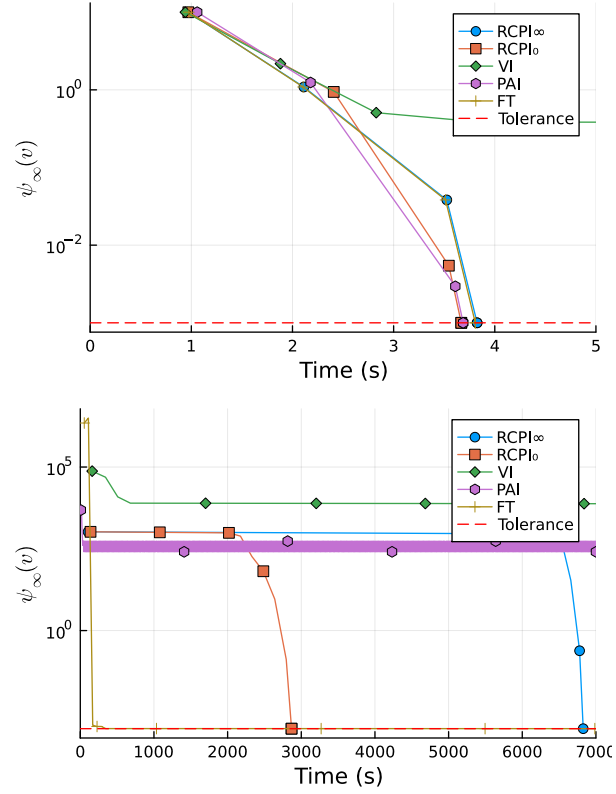 10⁰
10⁻²
ψ∞(v)
0 1 2 3 4 5
Time (s)
RCPI∞
RCPI₀
VI
PAI
FT
Tolerance
10⁵
10⁰
ψ∞(v)
0 1000 2000 3000 4000 5000 6000 7000
Time (s)
RCPI∞
RCPI₀
VI
PAI
FT
Tolerance